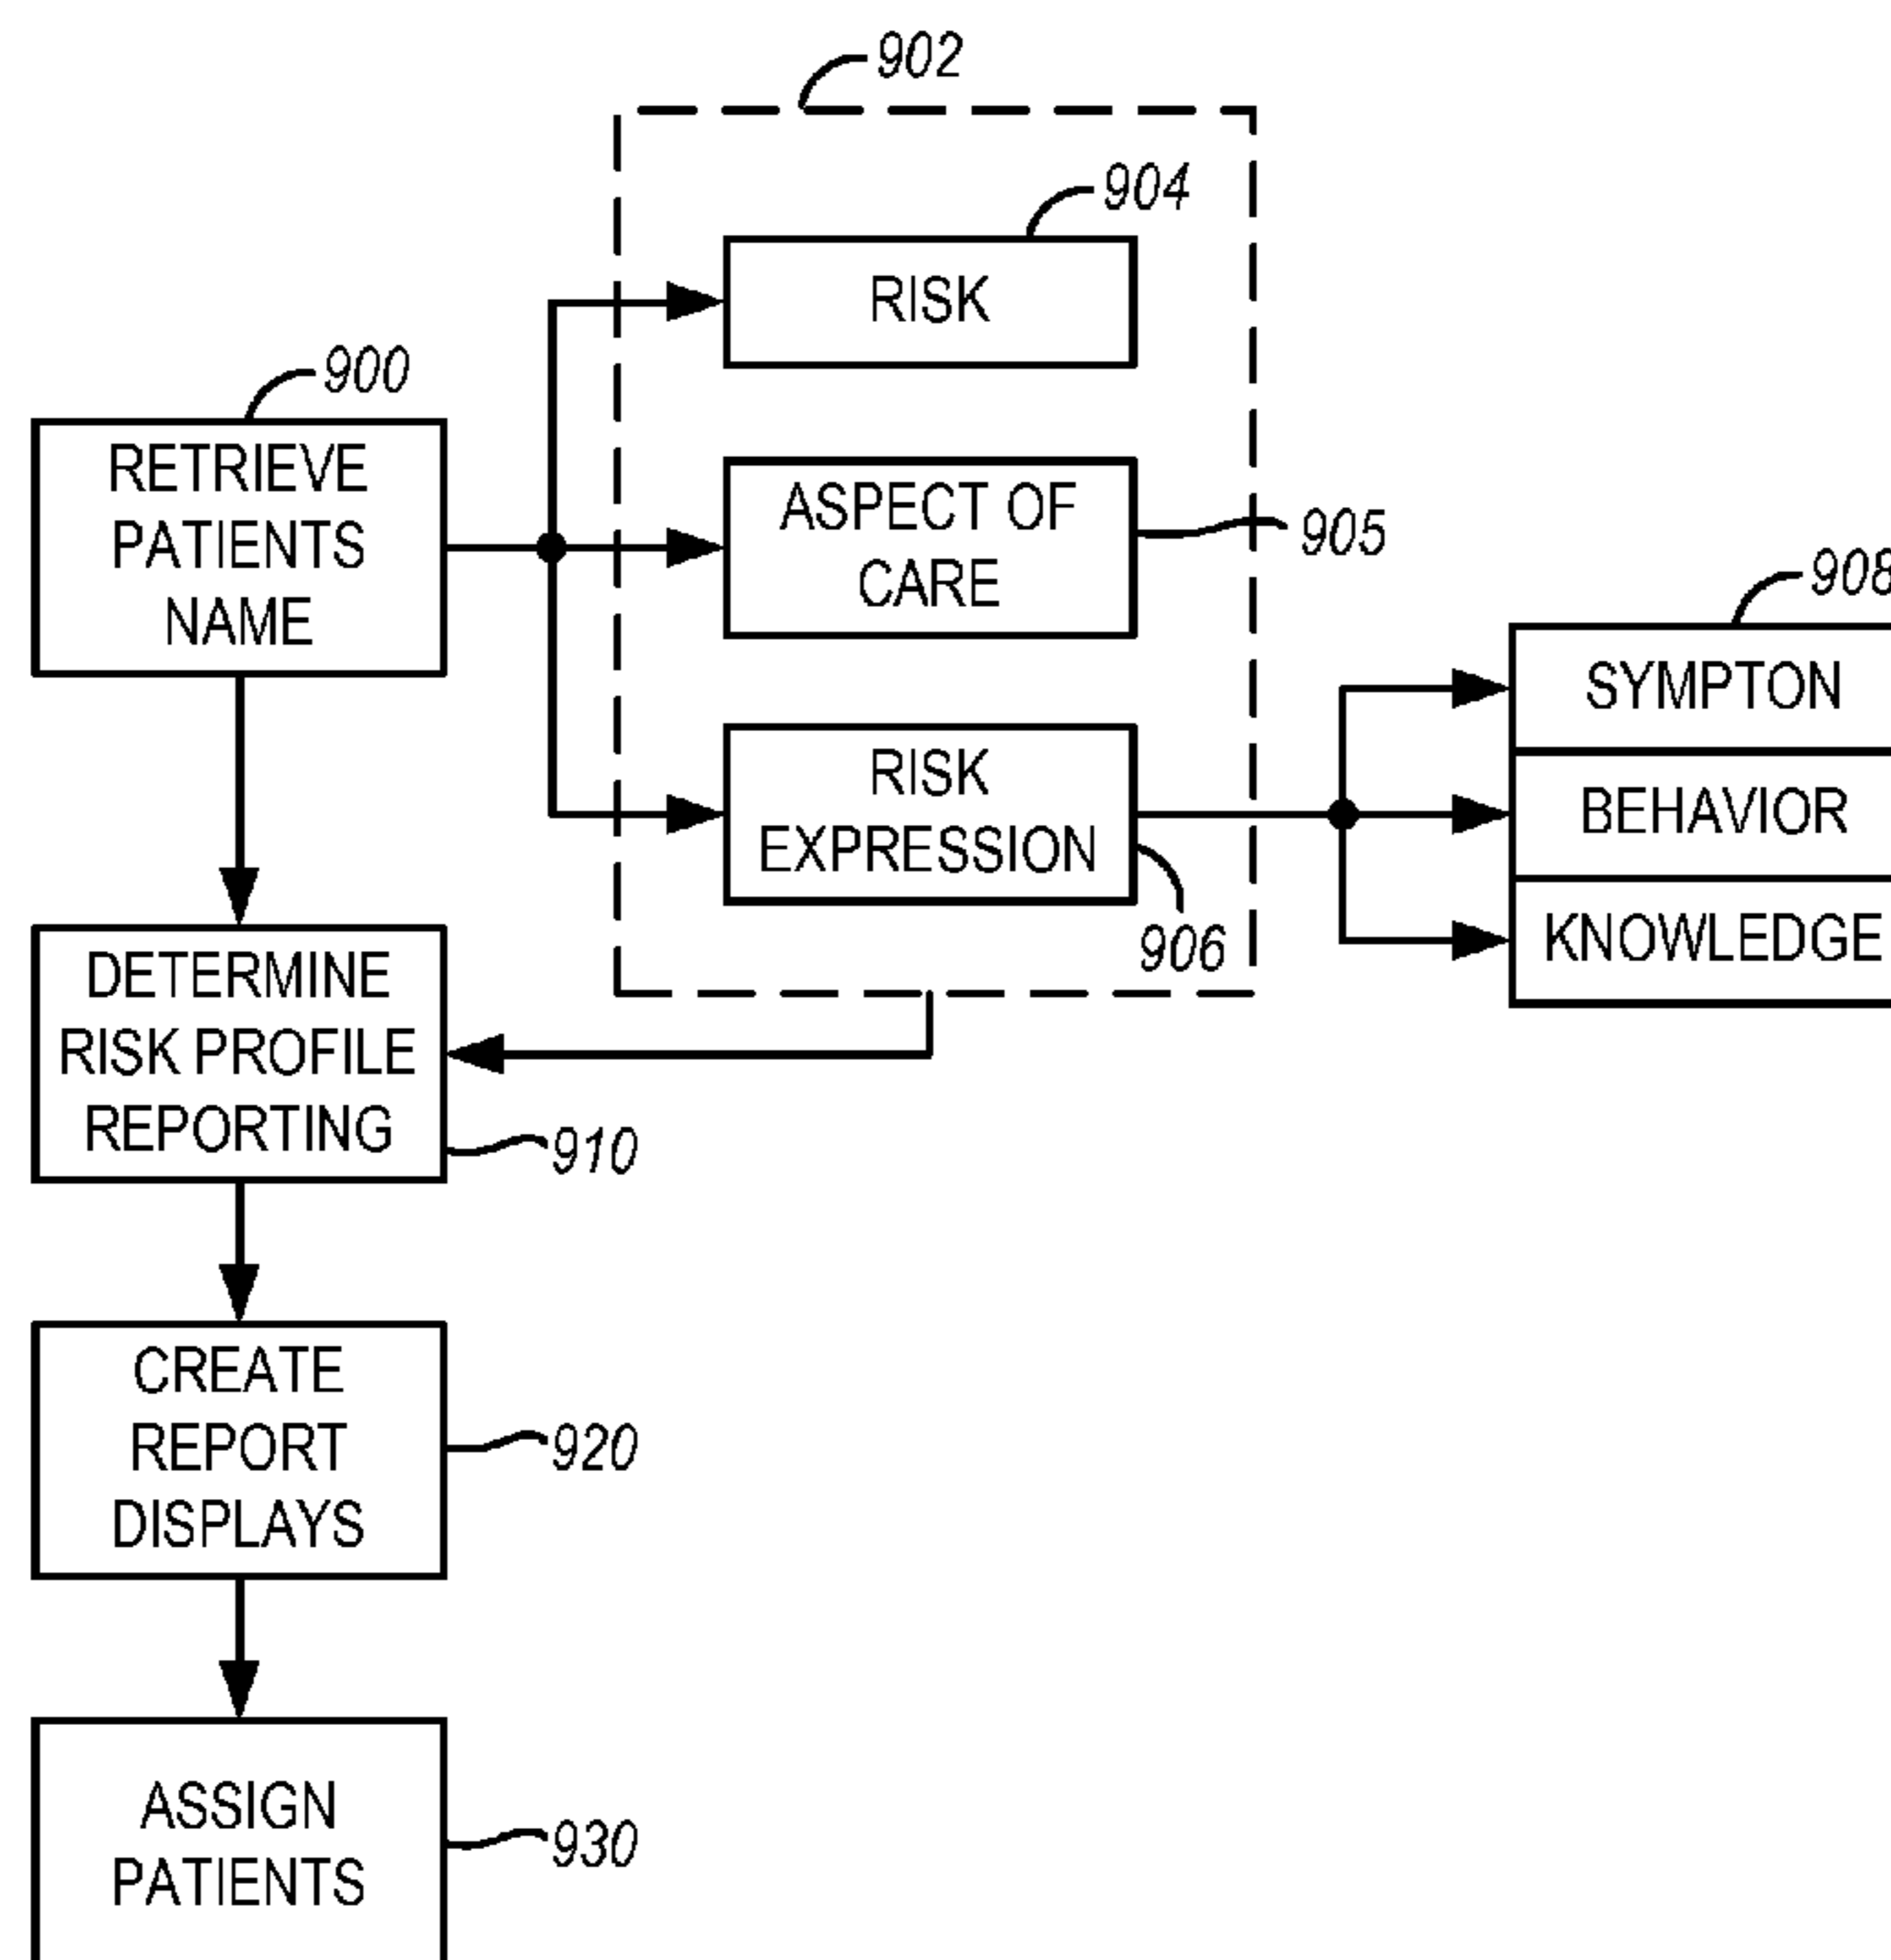 902
904
RISK
900
RETRIEVE
PATIENTS
NAME
ASPECT OF
CARE
905
908
SYMPTON
RISK
EXPRESSION
BEHAVIOR
906
KNOWLEDGE
DETERMINE
RISK PROFILE
REPORTING
910
CREATE
REPORT
DISPLAYS
920
ASSIGN
PATIENTS
930